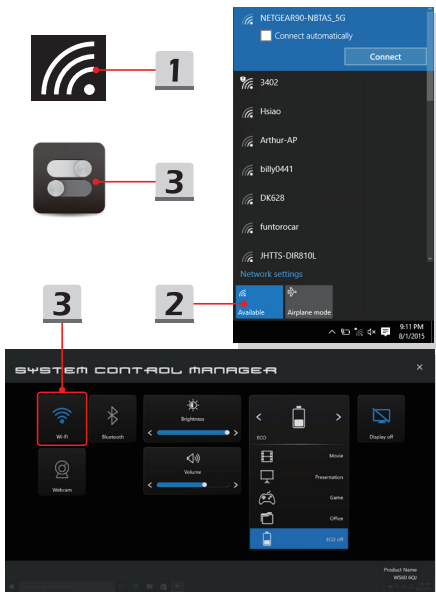 NETGEAR90-NBTAS_5G
Connect automatically
Connect
1
3402
Hsiao
Arthur-AP
billy0441
3
DK628
funtorocar
JHTTS-DIR810L
Network settings
3
2
Available
Airplane mode
9:11 PM
8/1/2015
SYSTEM CONTROL MANAGER
Wi-Fi
Bluetooth
Brightness
ECO
Display off
Webcam
Volume
Movie
Presentation
Game
Office
ECO off
Product Name
WS60 6QJ